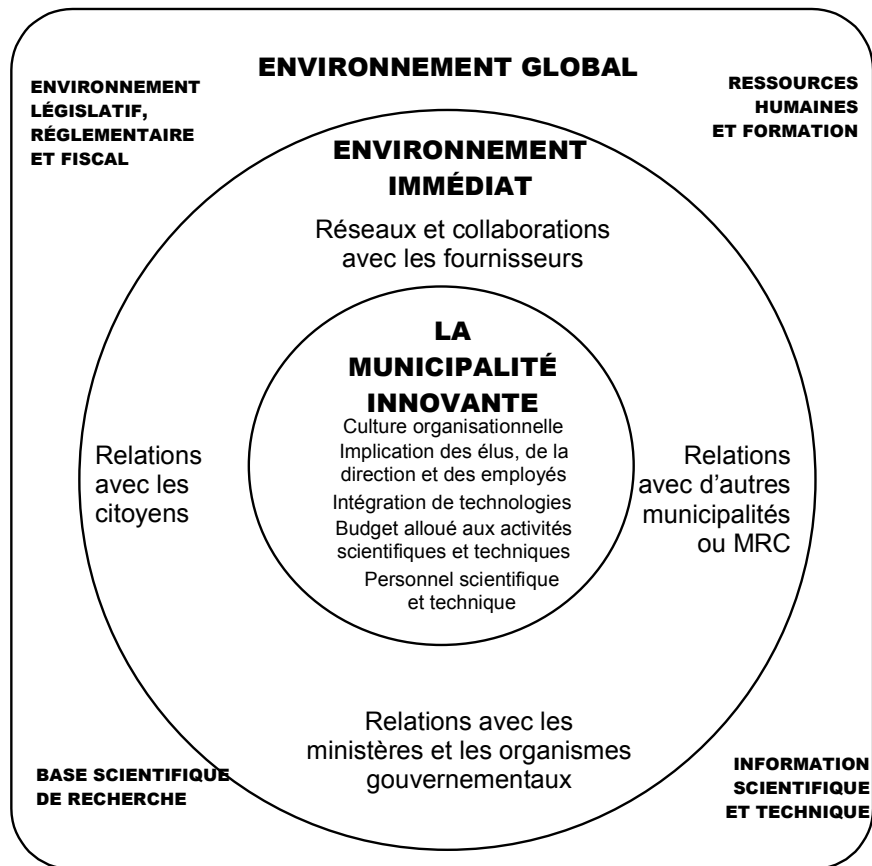 ENVIRONNEMENT GLOBAL
ENVIRONNEMENT
LÉGISLATIF,
RÉGLEMENTAIRE
ET FISCAL
RESSOURCES
HUMAINES
ET FORMATION
ENVIRONNEMENT
IMMÉDIAT
Réseaux et collaborations
avec les fournisseurs
LA
MUNICIPALITÉ
INNOVANTE
Culture organisationnelle
Implication des élus, de la
direction et des employés
Intégration de technologies
Budget alloué aux activités
scientifiques et techniques
Personnel scientifique
et technique
Relations
avec les
citoyens
Relations
avec d'autres
municipalités
ou MRC
Relations avec les
ministères et les organismes
gouvernementaux
BASE SCIENTIFIQUE
DE RECHERCHE
INFORMATION
SCIENTIFIQUE
ET TECHNIQUE